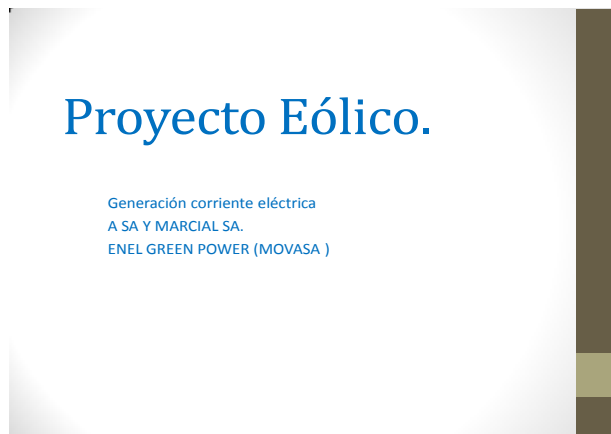 Proyecto Eólico.
Generación corriente eléctrica
A SA Y MARCIAL SA.
ENEL GREEN POWER (MOVASA )